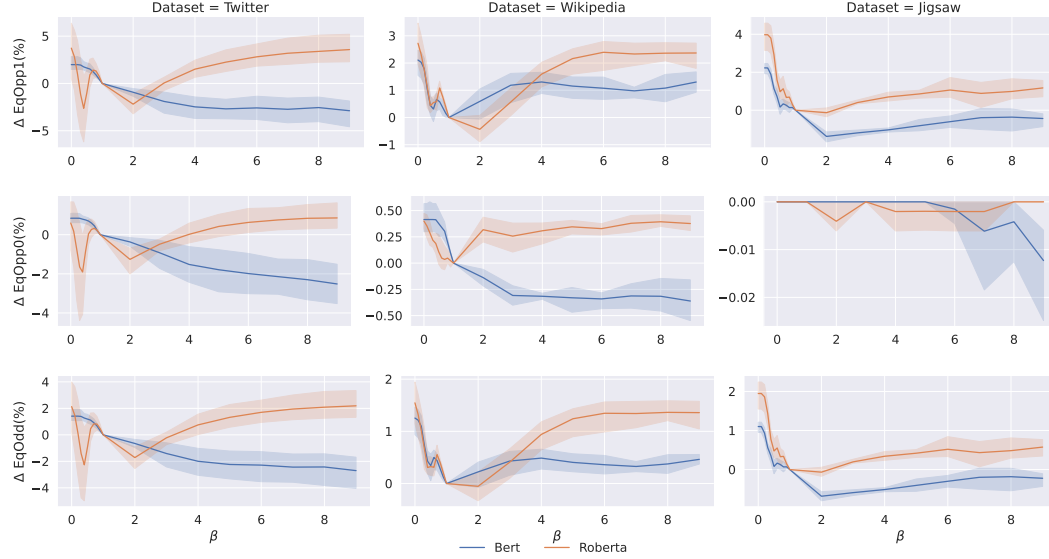 Dataset = Twitter Dataset = Wikipedia Dataset = Jigsaw
Δ EqOpp1(%)
5
0
−5
0 2 4 6 8
3
2
1
0
−1
0 2 4 6 8
4
2
0
0 2 4 6 8
Δ EqOpp0(%)
0
−2
−4
0 2 4 6 8
0.50
0.25
0.00
−0.25
−0.50
0 2 4 6 8
0.00
−0.01
−0.02
0 2 4 6 8
Δ EqOdd(%)
4
2
0
−2
−4
0 2 4 6 8
β
2
1
0
0 2 4 6 8
β
2
1
0
0 2 4 6 8
β
Bert Roberta